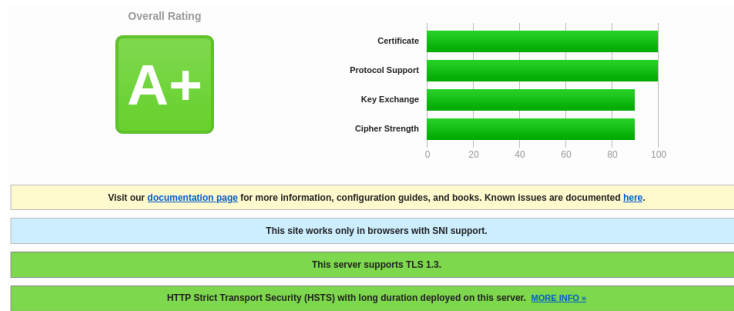 Overall Rating
A+
Certificate
Protocol Support
Key Exchange
Cipher Strength
0 20 40 60 80 100
Visit our documentation page for more information, configuration guides, and books. Known issues are documented here.
This site works only in browsers with SNI support.
This server supports TLS 1.3.
HTTP Strict Transport Security (HSTS) with long duration deployed on this server. MORE INFO »